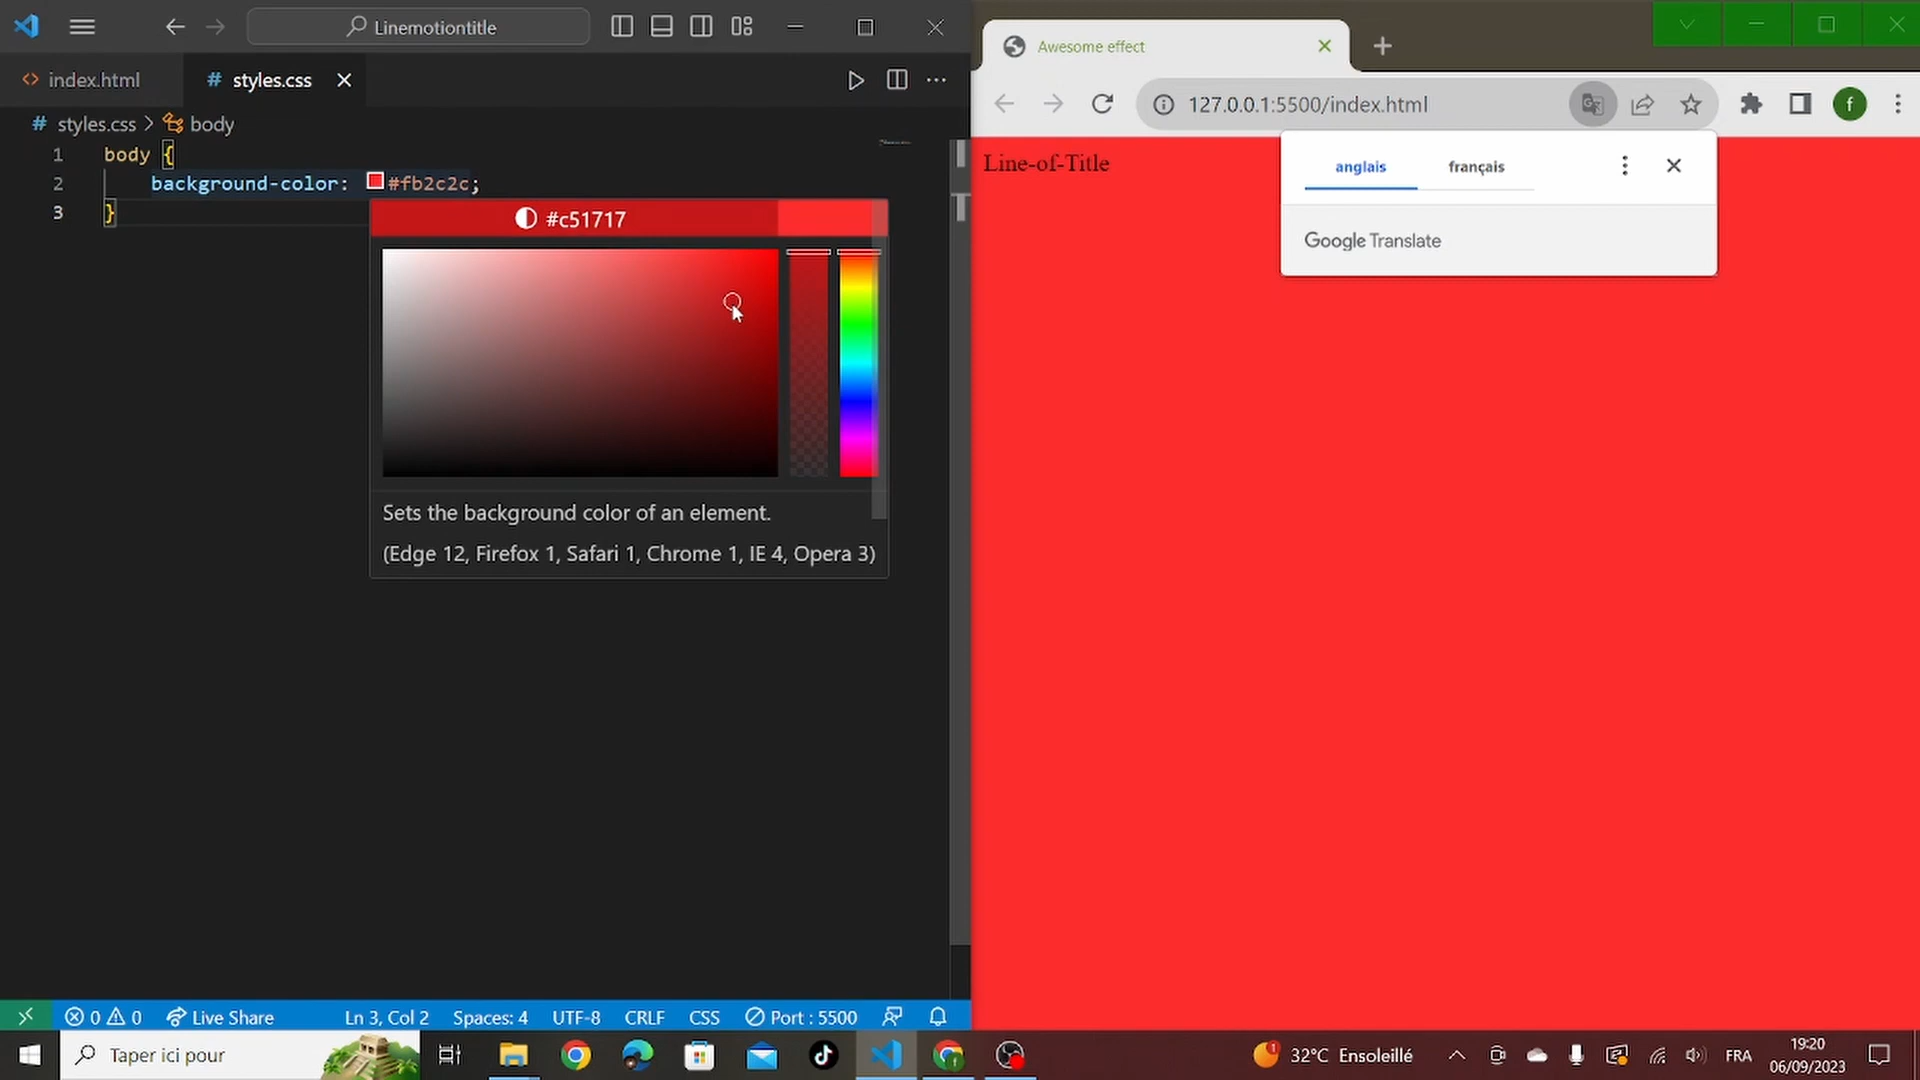 Linemotiontitle
index.html
# styles.css
# styles.css > body
1 body {
2 background-color: #fb2c2c;
3 }
#c51717
Sets the background color of an element.
(Edge 12, Firefox 1, Safari 1, Chrome 1, IE 4, Opera 3)
0 0 Live Share Ln 3, Col 2 Spaces: 4 UTF-8 CRLF CSS Port : 5500
Awesome effect
127.0.0.1:5500/index.html
f
Line-of-Title
anglais français
Google Translate
Taper ici pour
1
32°C Ensoleillé
FRA
19:20
06/09/2023